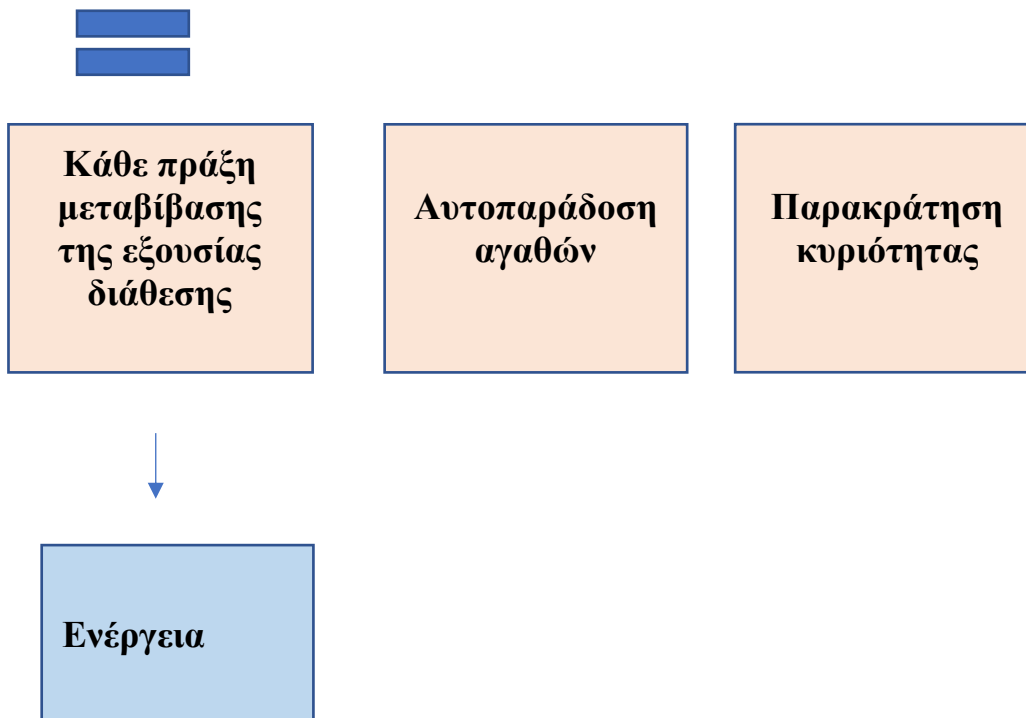 Κάθε πράξη
μεταβίβασης
της εξουσίας
διάθεσης
Αυτοπαράδοση
αγαθών
Παρακράτηση
κυριότητας
Ενέργεια